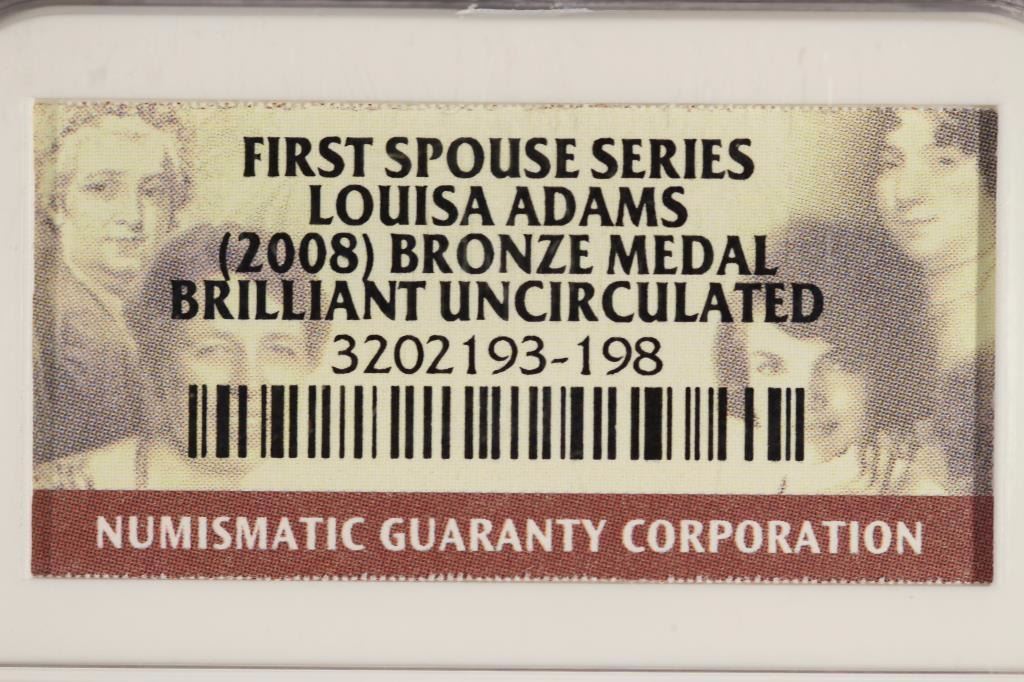 FIRST SPOUSE SERIES
LOUISA ADAMS
(2008) BRONZE MEDAL
BRILLIANT UNCIRCULATED
3202193-198
NUMISMATIC GUARANTY CORPORATION